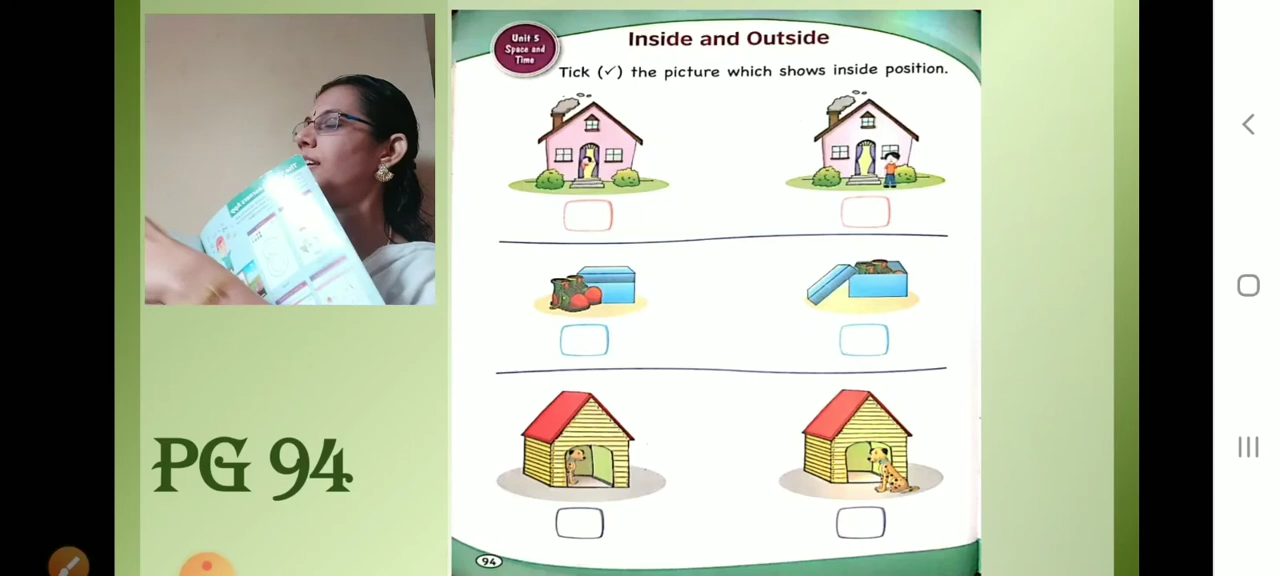 Unit 5
Space and
Time
Inside and Outside
Tick (✓) the picture which shows inside position.
PG 94
94